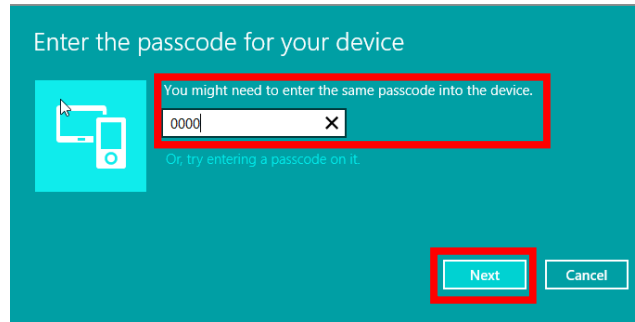 Enter the passcode for your device
You might need to enter the same passcode into the device.
0000
Or, try entering a passcode on it.
Next
Cancel